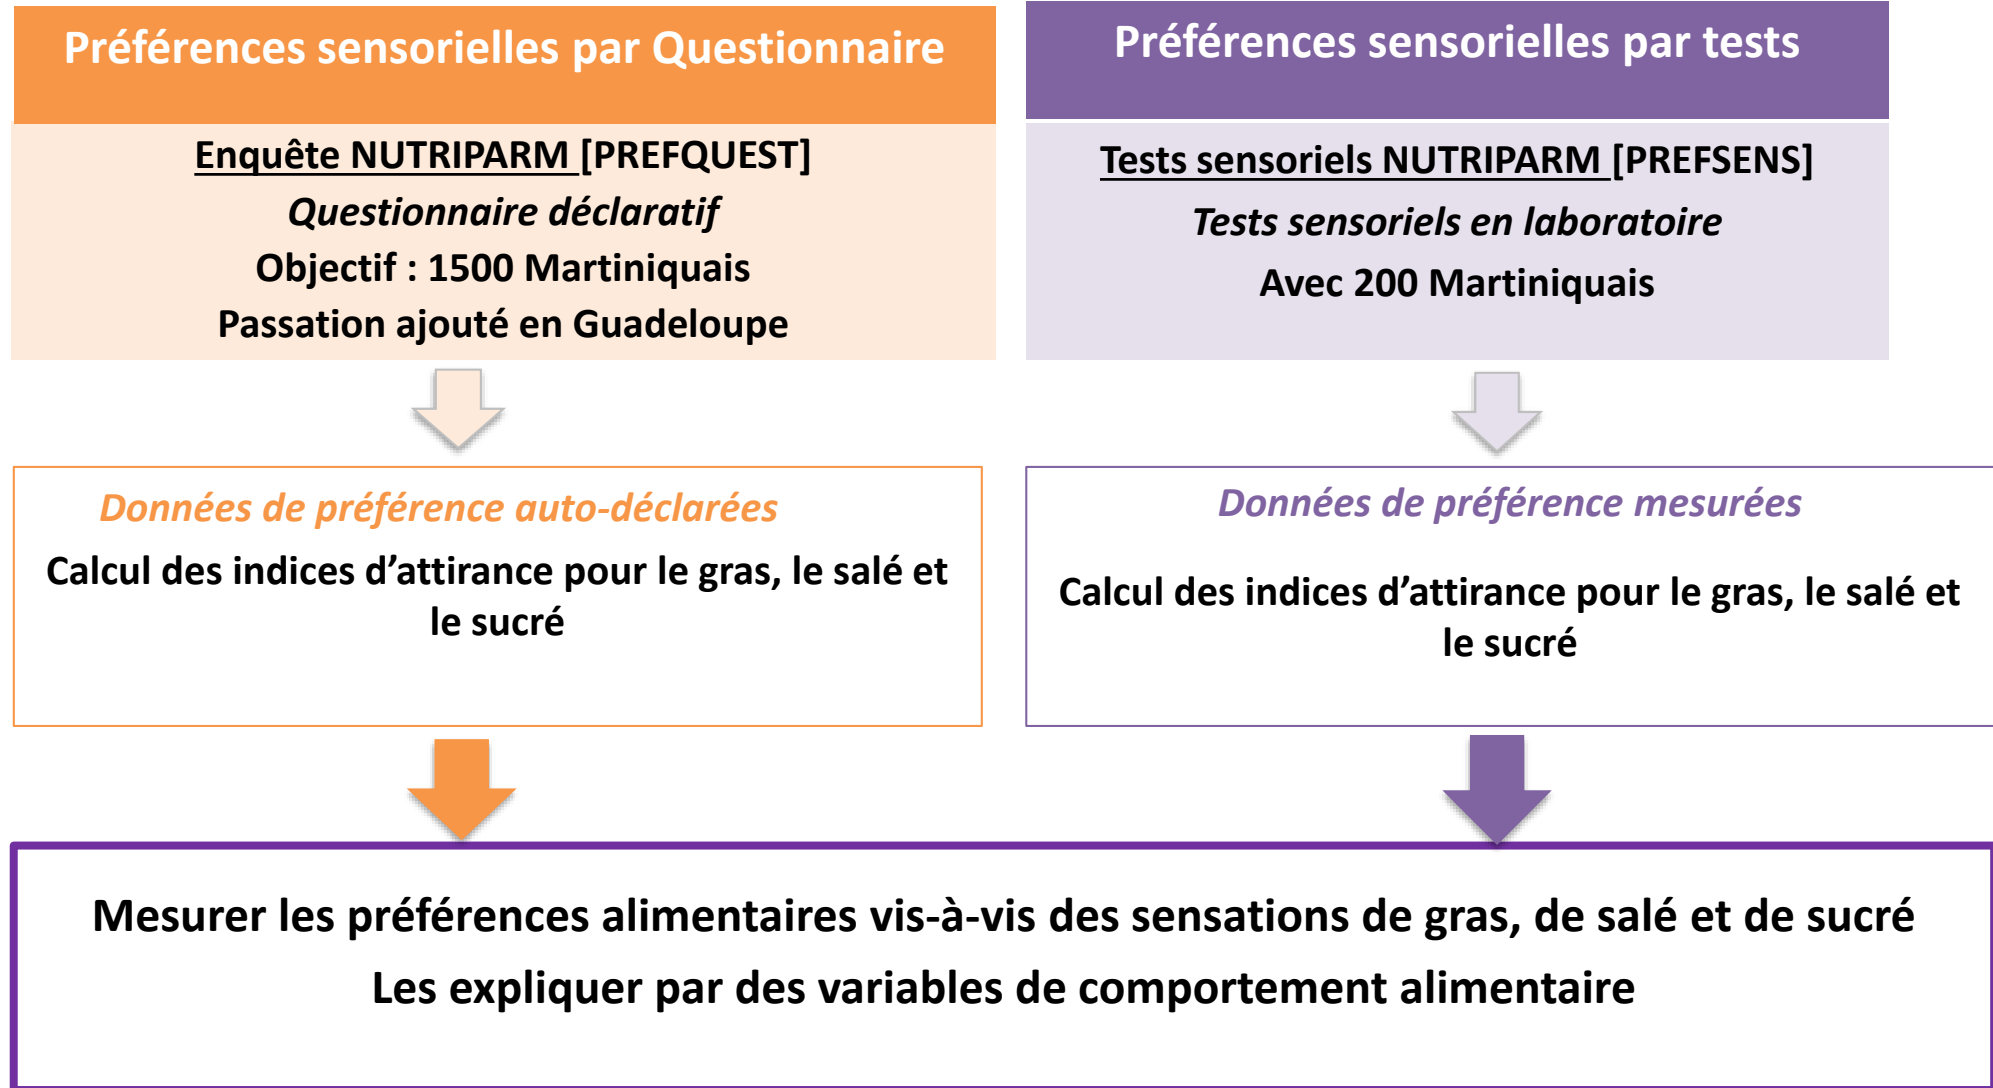 Préférences sensorielles par Questionnaire
Enquête NUTRIPARM [PREFQUEST]
Questionnaire déclaratif
Objectif : 1500 Martiniquais
Passation ajouté en Guadeloupe
Préférences sensorielles par tests
Tests sensoriels NUTRIPARM [PREFSENS]
Tests sensoriels en laboratoire
Avec 200 Martiniquais
Données de préférence auto-déclarées
Calcul des indices d’attirance pour le gras, le salé et
le sucré
Données de préférence mesurées
Calcul des indices d’attirance pour le gras, le salé et
le sucré
Mesurer les préférences alimentaires vis-à-vis des sensations de gras, de salé et de sucré
Les expliquer par des variables de comportement alimentaire